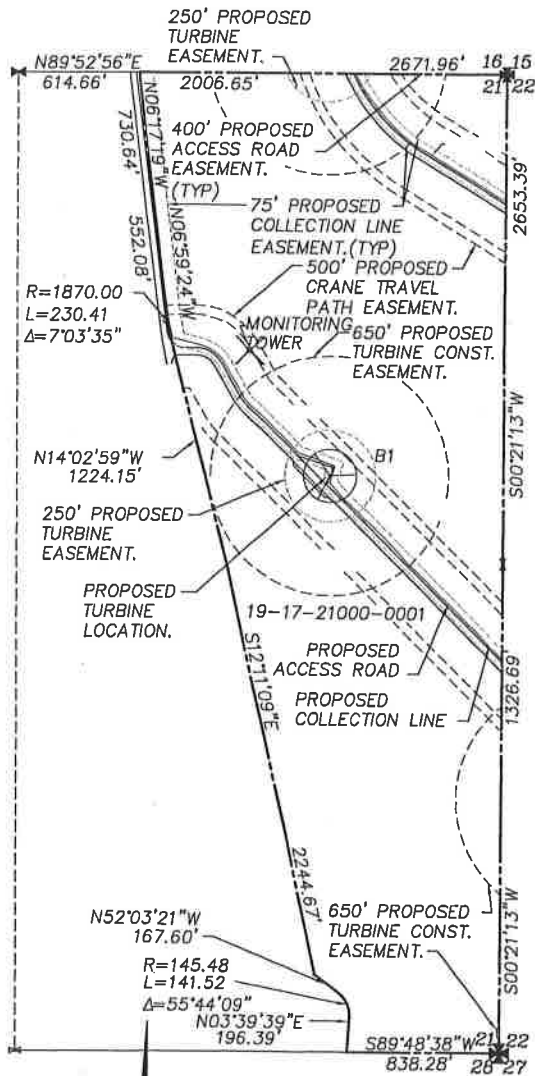 250' PROPOSED
TURBINE
EASEMENT.
N89°52'56"E
614.66'
2006.65'
2671.96'
16 15
21 22
400' PROPOSED
ACCESS ROAD
EASEMENT.
(TYP)
N06°17'19"W
730.64'
2653.39'
75' PROPOSED
COLLECTION LINE
EASEMENT.(TYP)
552.08'
N06°59'24"W
500' PROPOSED
CRANE TRAVEL
PATH EASEMENT.
R=1870.00
L=230.41
Δ=7°03'35"
MONITORING
TOWER
650' PROPOSED
TURBINE CONST.
EASEMENT.
S00°21'13"W
N14°02'59"W
1224.15'
B1
250' PROPOSED
TURBINE
EASEMENT.
PROPOSED
TURBINE
LOCATION.
19-17-21000-0001
PROPOSED
ACCESS ROAD
PROPOSED
COLLECTION LINE
1326.69'
S12°11'09"E
2244.67'
N52°03'21"W
167.60'
650' PROPOSED
TURBINE CONST.
EASEMENT.
S00°21'13"W
R=145.48
L=141.52
Δ=55°44'09"
N03°39'39"E
196.39'
S89°48'38"W
838.28'
21 22
28 27